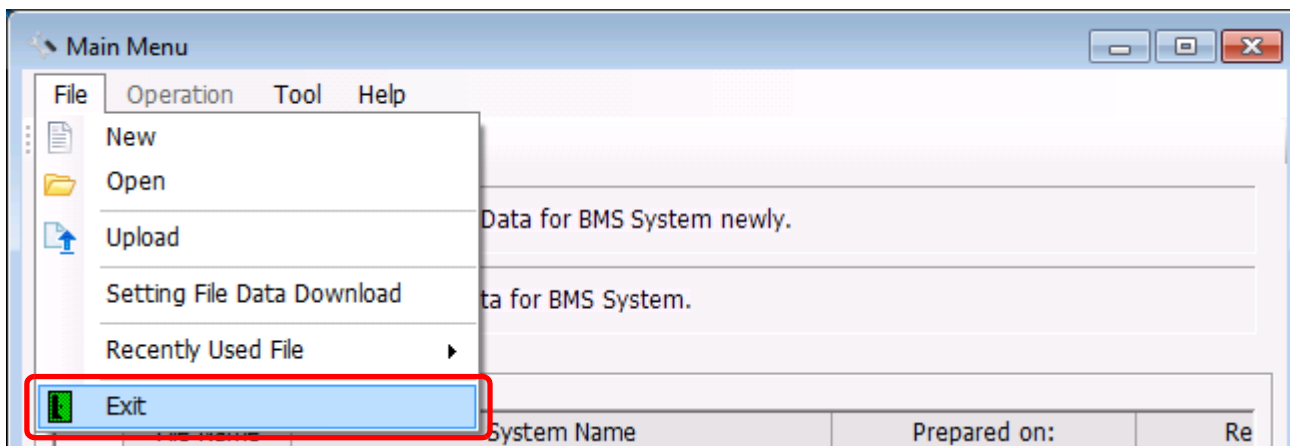 Main Menu
File Operation Tool Help
New
Open
Data for BMS System newly.
Upload
Setting File Data Download
ta for BMS System.
Recently Used File
Exit
System Name Prepared on: Re